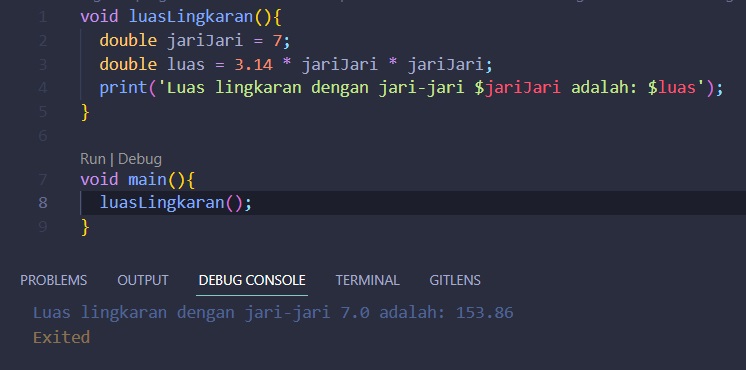 1 void luasLingkaran(){
2 double jariJari = 7;
3 double luas = 3.14 * jariJari * jariJari;
4 print('Luas lingkaran dengan jari-jari $jariJari adalah: $luas');
5 }
6
Run | Debug
7 void main(){
8 luasLingkaran();
9 }
PROBLEMS OUTPUT DEBUG CONSOLE TERMINAL GITLENS
Luas lingkaran dengan jari-jari 7.0 adalah: 153.86
Exited